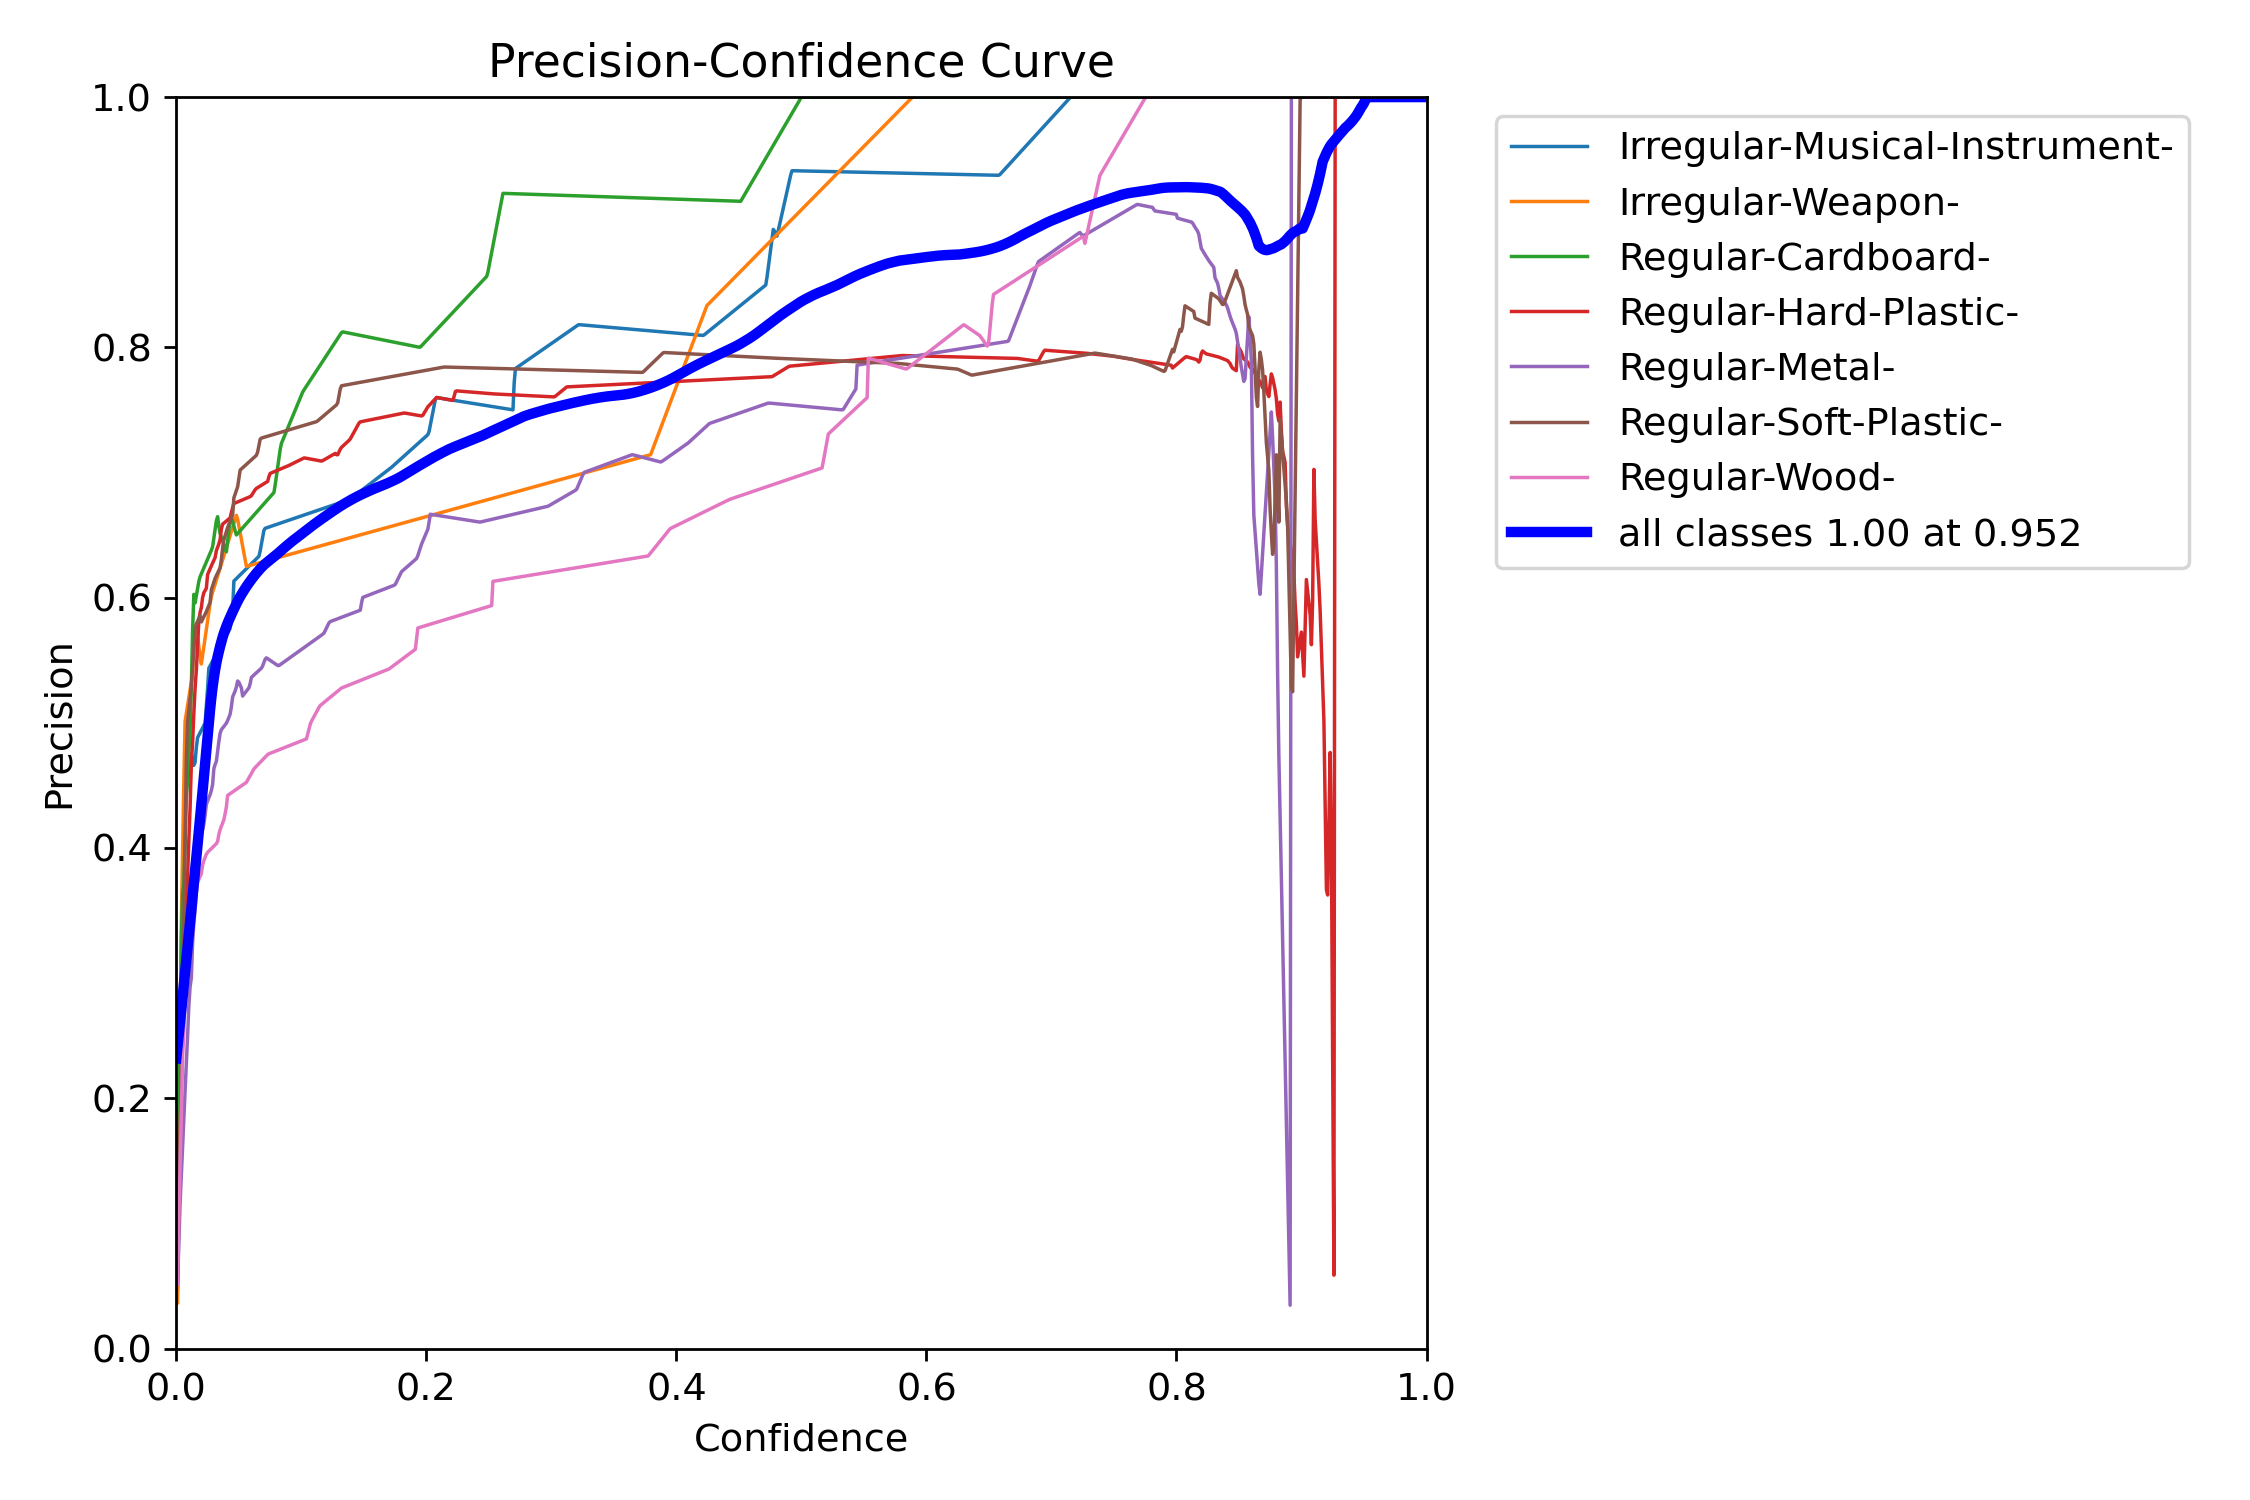 Precision-Confidence Curve
1.0
0.8
0.6
0.4
0.2
0.0
Precision
0.0 0.2 0.4 0.6 0.8 1.0
Confidence
Irregular-Musical-Instrument-
Irregular-Weapon-
Regular-Cardboard-
Regular-Hard-Plastic-
Regular-Metal-
Regular-Soft-Plastic-
Regular-Wood-
all classes 1.00 at 0.952